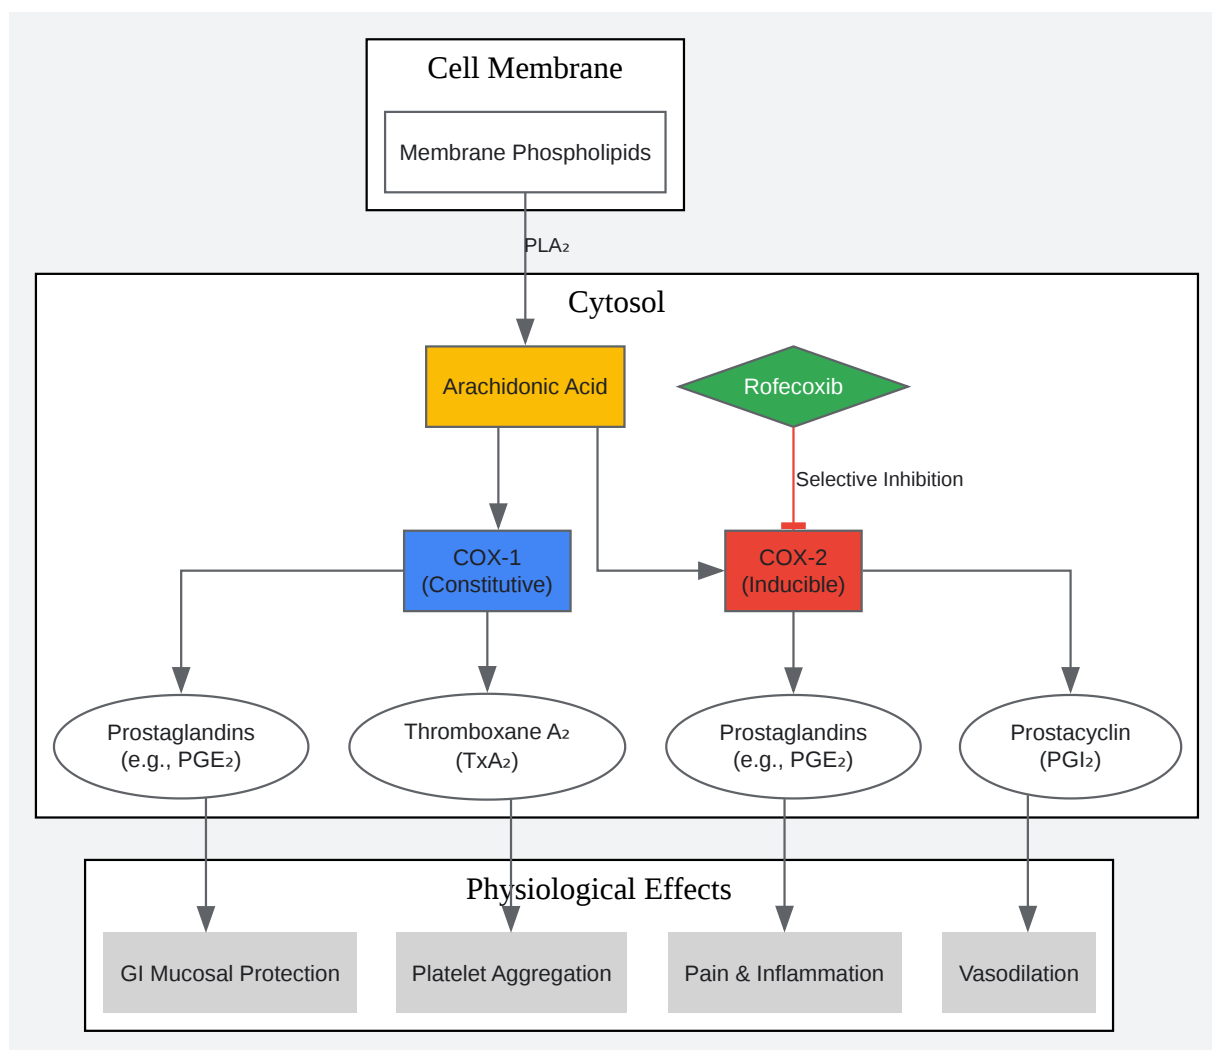 Cell Membrane
Membrane Phospholipids
PLA₂
Cytosol
Arachidonic Acid
Rofecoxib
Selective Inhibition
COX-1
(Constitutive)
COX-2
(Inducible)
Prostaglandins
(e.g., PGE₂)
Thromboxane A₂
(TxA₂)
Prostaglandins
(e.g., PGE₂)
Prostacyclin
(PGI₂)
Physiological Effects
GI Mucosal Protection
Platelet Aggregation
Pain & Inflammation
Vasodilation